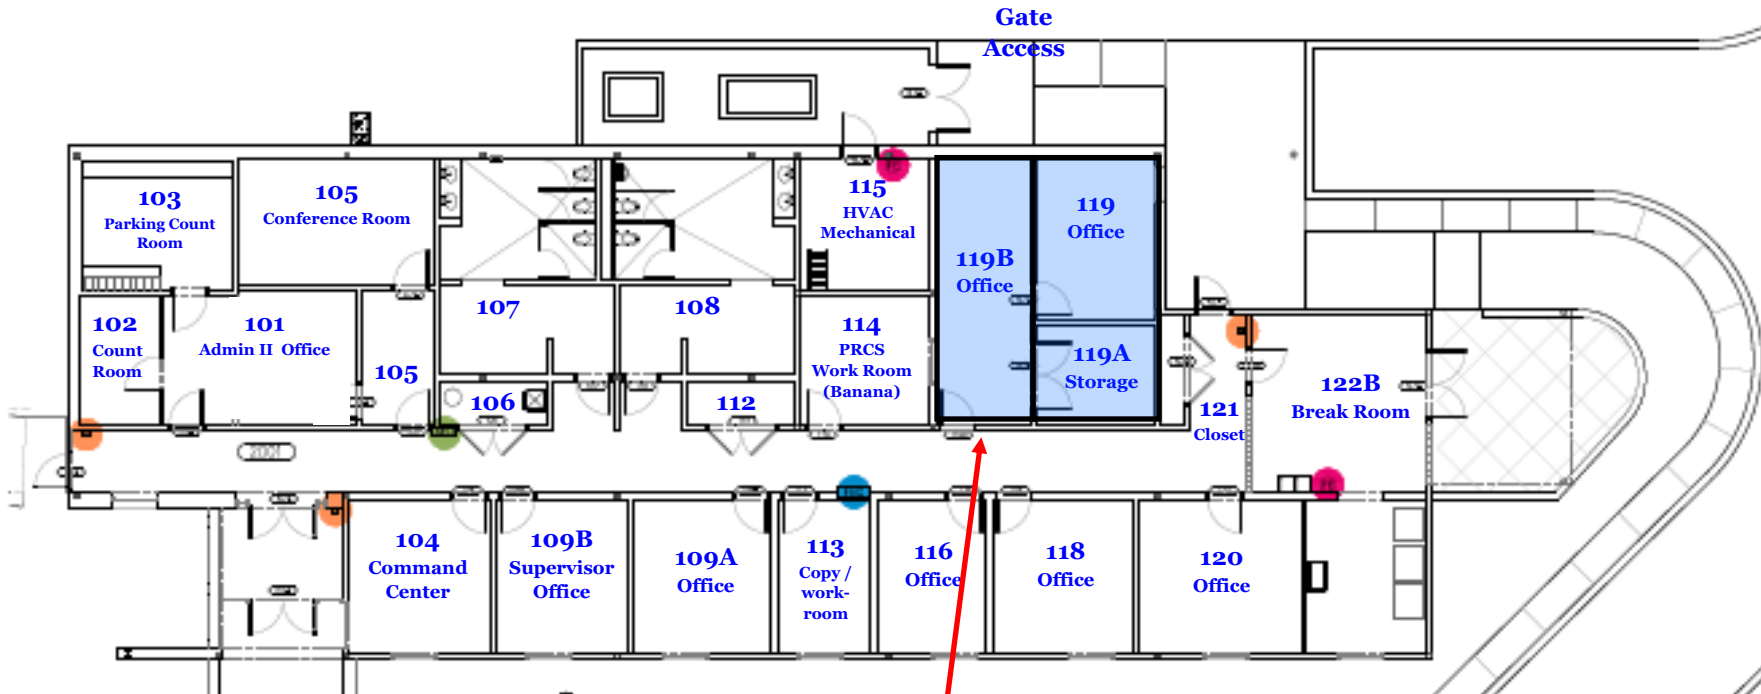 Gate
Access
103
Parking Count
Room
105
Conference Room
115
HVAC
Mechanical
119
Office
119B
Office
102
Count
Room
101
Admin II Office
105
107
108
114
PRCS
Work Room
(Banana)
119A
Storage
106
112
121
Closet
122B
Break Room
2001
104
Command
Center
109B
Supervisor
Office
109A
Office
113
Copy /
work-
room
116
Office
118
Office
120
Office